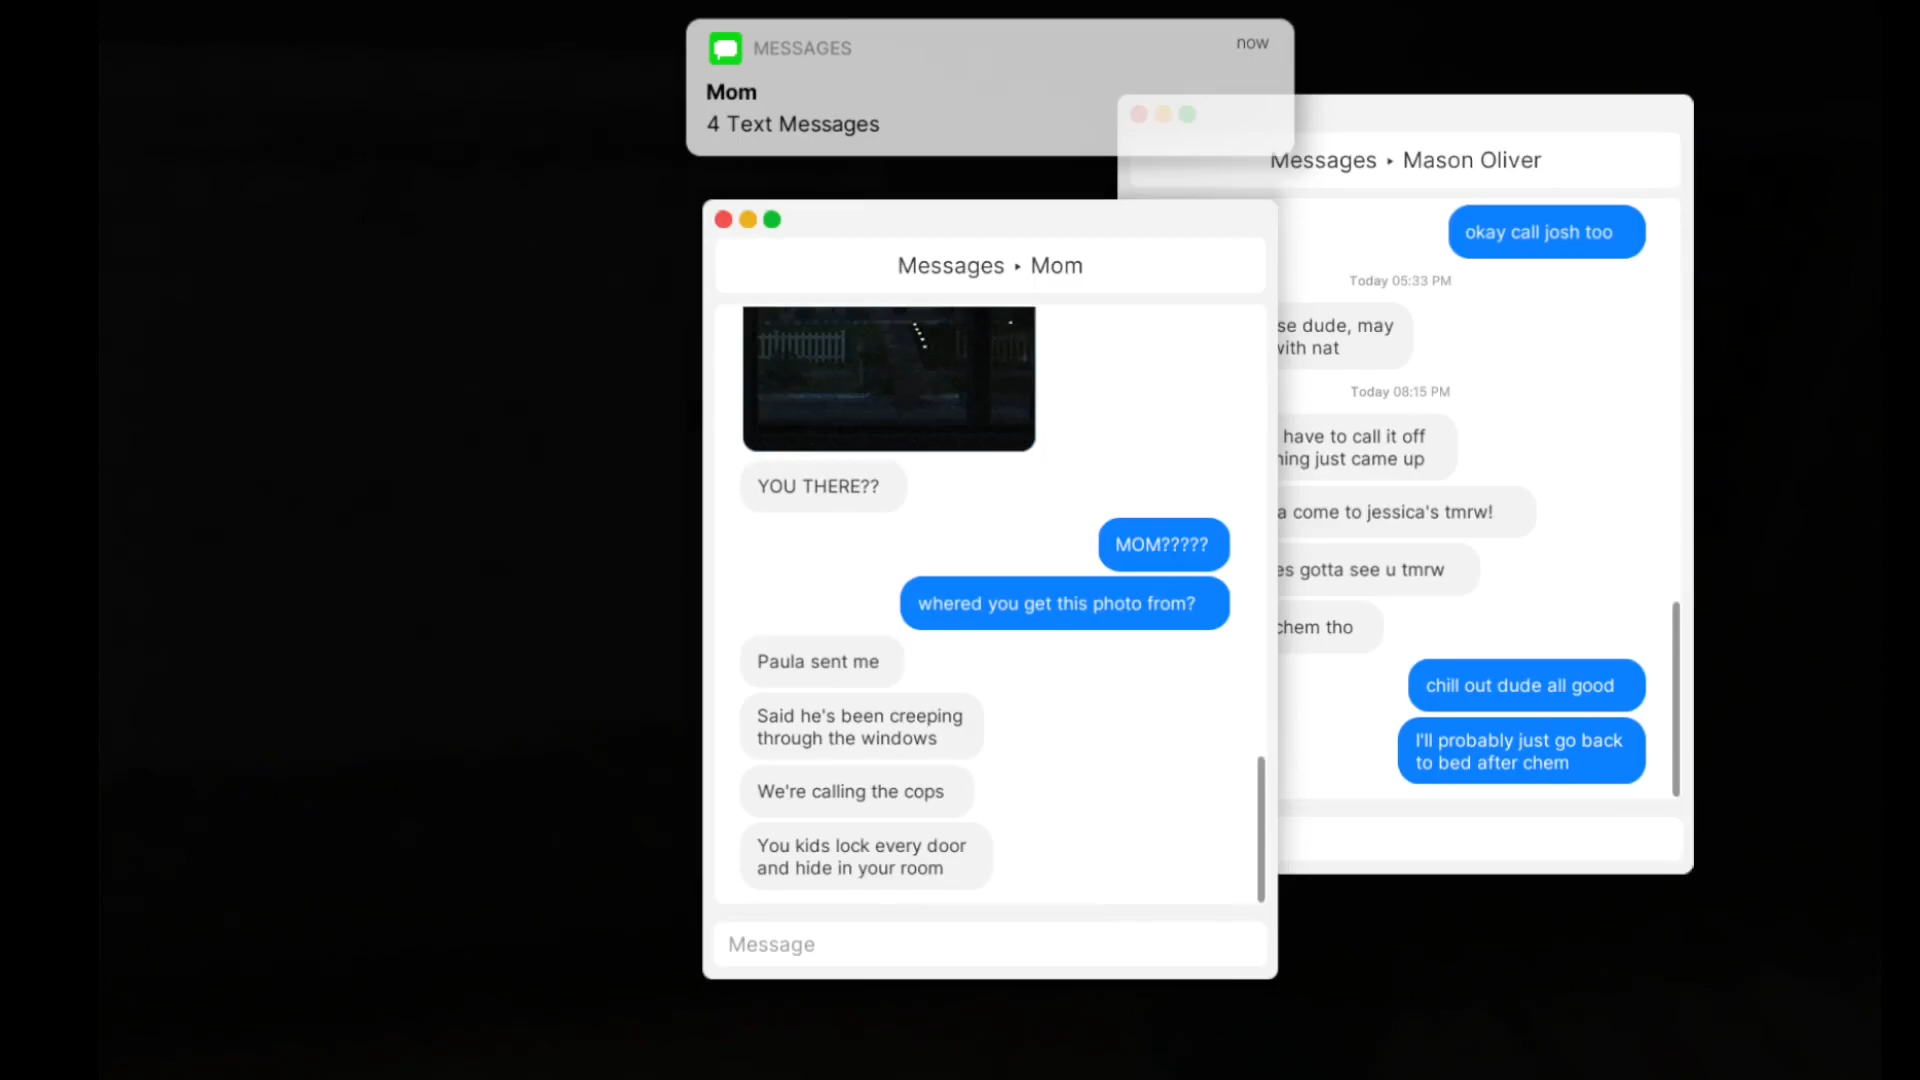 MESSAGES
now
Mom
4 Text Messages
Messages ‣ Mom
YOU THERE??
MOM?????
whered you get this photo from?
Paula sent me
Said he's been creeping
through the windows
We're calling the cops
You kids lock every door
and hide in your room
Message
Messages ‣ Mason Oliver
okay call josh too
Today 05:33 PM
dude, may
with nat
Today 08:15 PM
have to call it off
just came up
come to jessica's tmrw!
gotta see u tmrw
chem tho
chill out dude all good
I'll probably just go back
to bed after chem